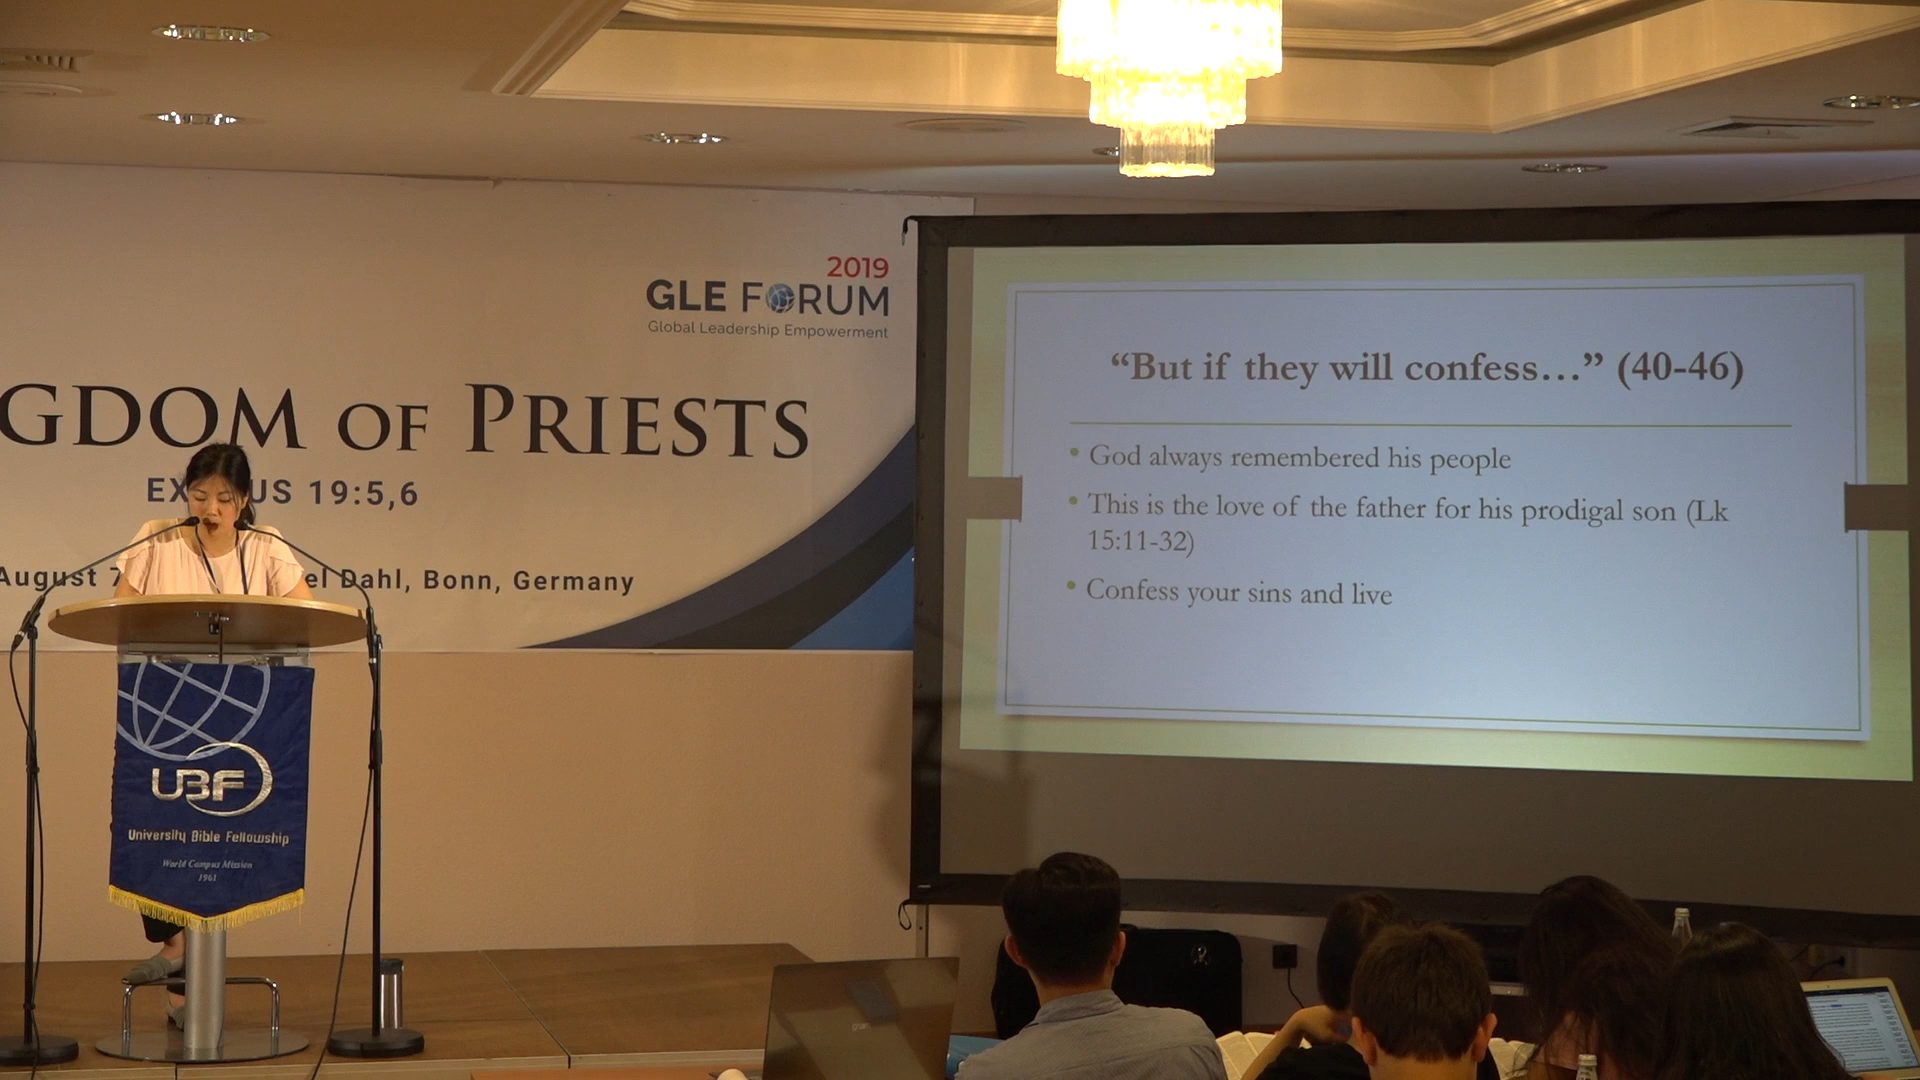 2019
GLE FORUM
Global Leadership Empowerment
GDOM OF PRIESTS
EX US 19:5,6
August 7 el Dahl, Bonn, Germany
UBF
University Bible Fellowship
World Campus Mission
1961
“But if they will confess…” (40-46)
• God always remembered his people
• This is the love of the father for his prodigal son (Lk
15:11-32)
• Confess your sins and live